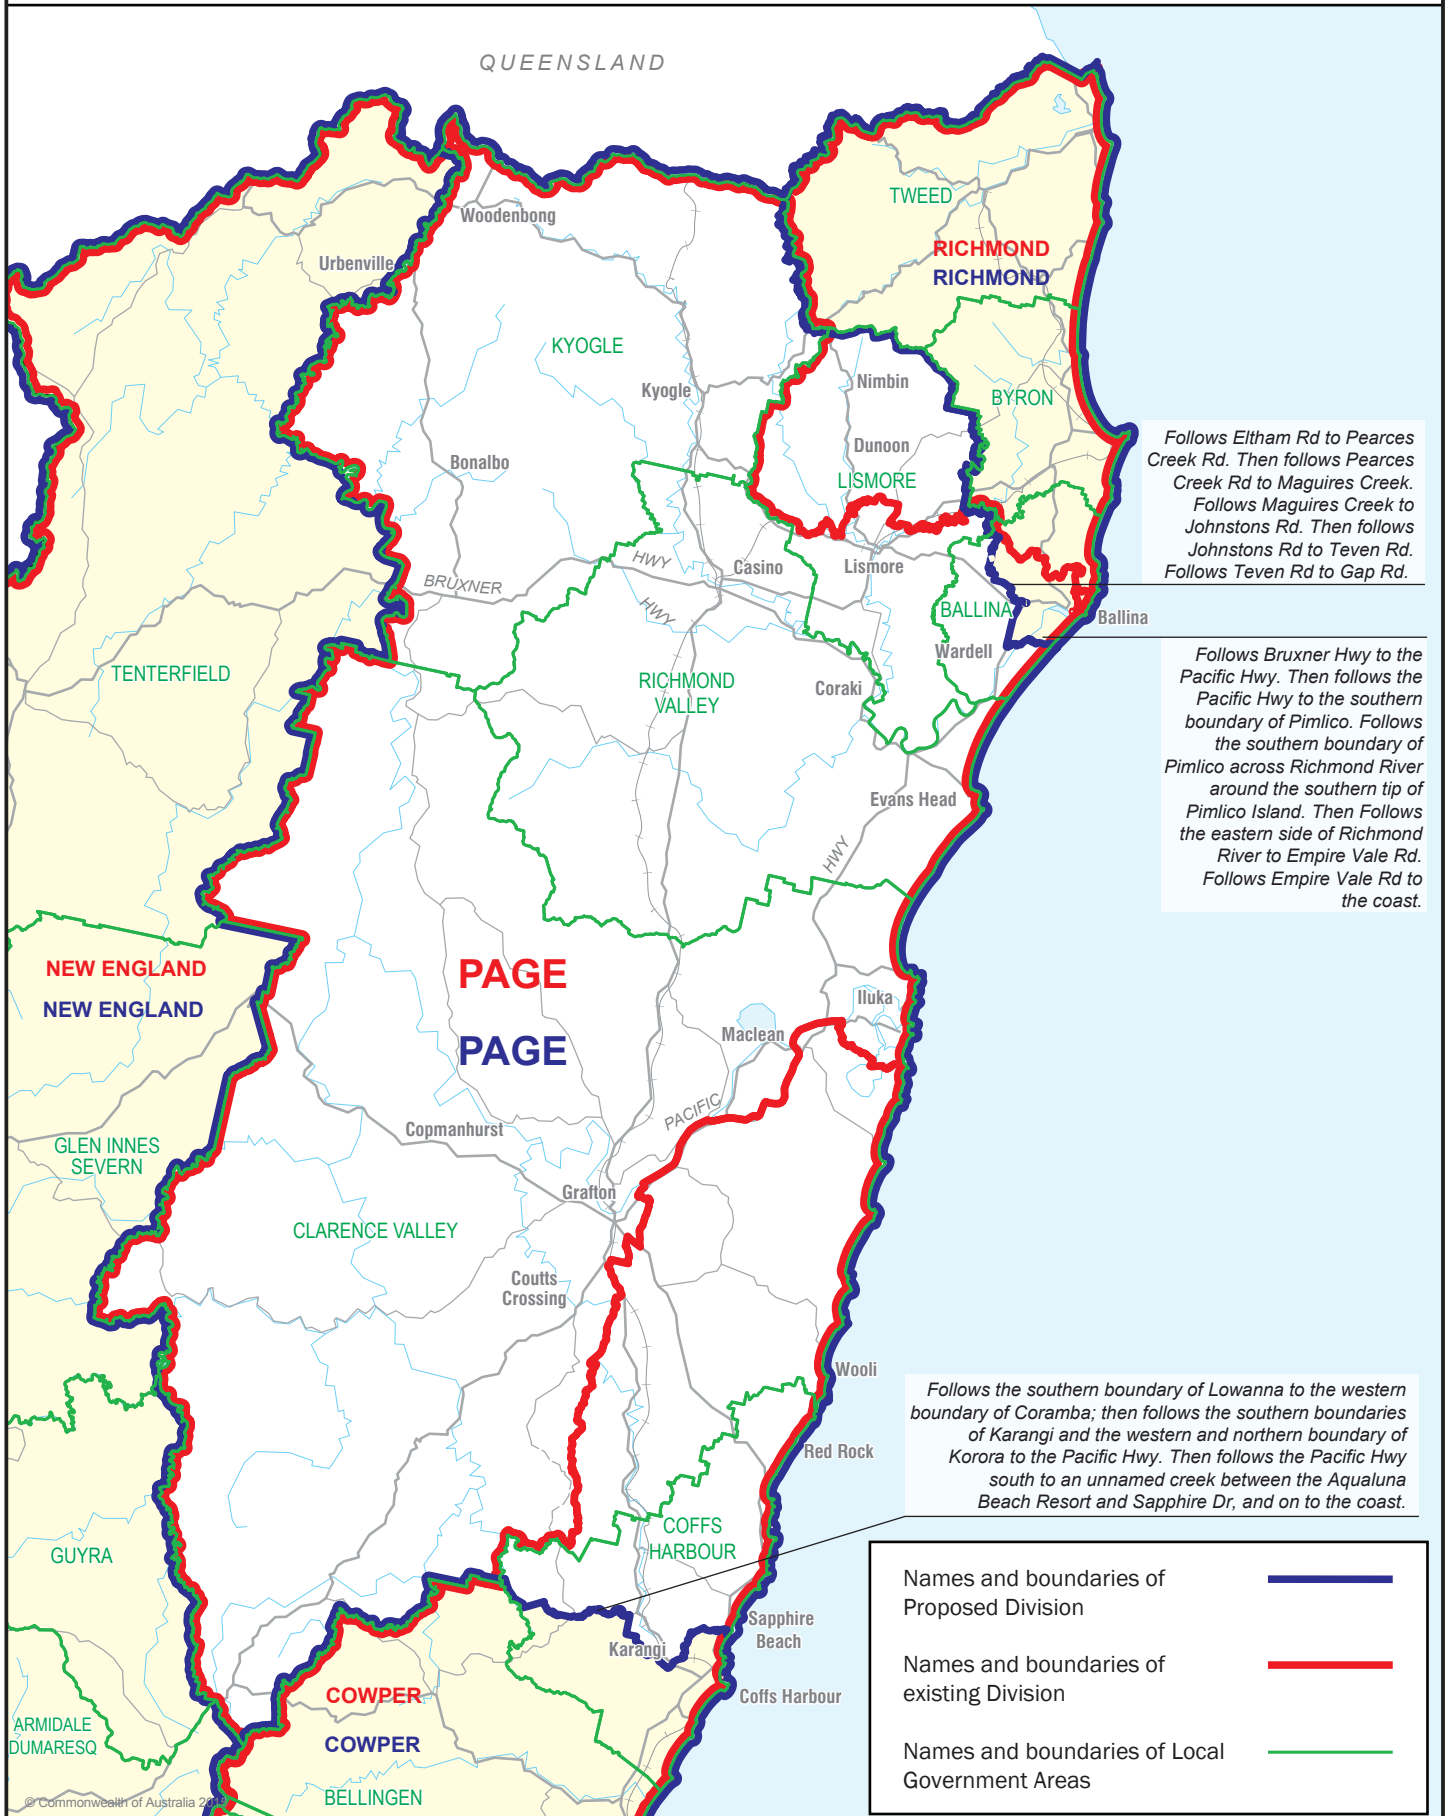 QUEENSLAND
TWEED
Woodenbong
RICHMOND
RICHMOND
Urbenville
KYOGLE
Kyogle
Nimbin
BYRON
Dunoon
Bonalbo
LISMORE
Follows Eltham Rd to Pearces
Creek Rd. Then follows Pearces
Creek Rd to Maguires Creek.
Follows Maguires Creek to
Johnstons Rd. Then follows
Johnstons Rd to Teven Rd.
Follows Teven Rd to Gap Rd.
HWY
Casino
Lismore
BRUXNER
HWY
BALLINA
Ballina
Wardell
TENTERFIELD
RICHMOND
VALLEY
Coraki
Follows Bruxner Hwy to the
Pacific Hwy. Then follows the
Pacific Hwy to the southern
boundary of Pimlico. Follows
the southern boundary of
Pimlico across Richmond River
around the southern tip of
Pimlico Island. Then Follows
the eastern side of Richmond
River to Empire Vale Rd.
Follows Empire Vale Rd to
the coast.
Evans Head
HWY
NEW ENGLAND
NEW ENGLAND
PAGE
PAGE
Iluka
Maclean
PACIFIC
Copmanhurst
GLEN INNES
SEVERN
Grafton
CLARENCE VALLEY
Coutts
Crossing
Wooli
Follows the southern boundary of Lowanna to the western
boundary of Coramba; then follows the southern boundaries
of Karangi and the western and northern boundary of
Korora to the Pacific Hwy. Then follows the Pacific Hwy
south to an unnamed creek between the Aqualuna
Beach Resort and Sapphire Dr, and on to the coast.
Red Rock
COFFS
HARBOUR
GUYRA
Sapphire
Beach
Karangi
Coffs Harbour
COWPER
COWPER
ARMIDALE
DUMARESQ
BELLINGEN
Names and boundaries of
Proposed Division
Names and boundaries of
existing Division
Names and boundaries of Local
Government Areas
© Commonwealth of Australia